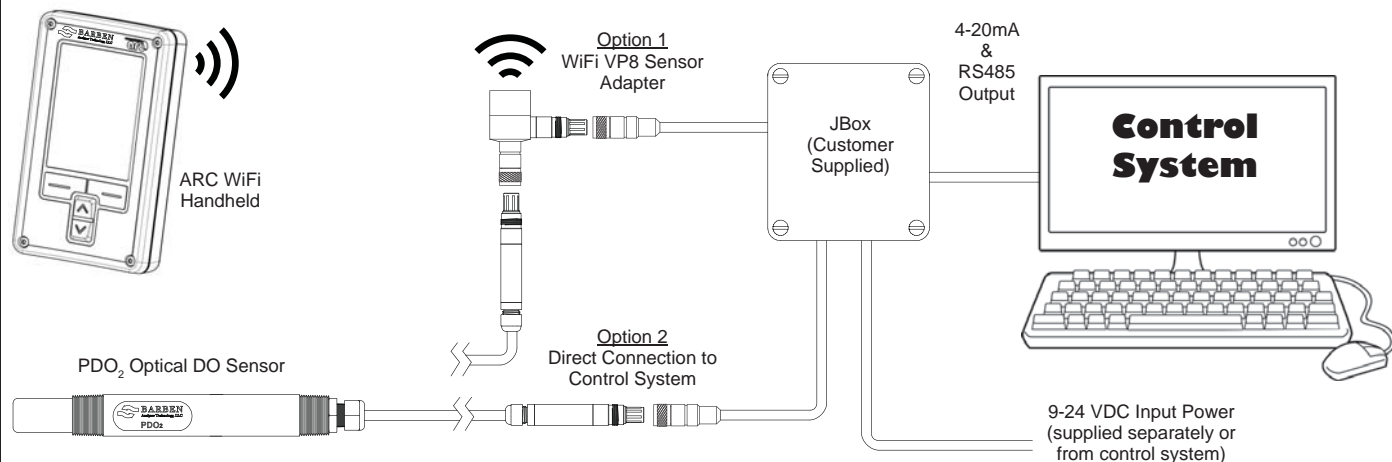 BARBEN
Analyzer Technology, LLC
ARC
ARC WiFi
Handheld
Option 1
WiFi VP8 Sensor
Adapter
JBox
(Customer
Supplied)
4-20mA
&
RS485
Output
Control
System
PDO₂ Optical DO Sensor
BARBEN
Analyzer Technology, LLC
PDO2
Option 2
Direct Connection to
Control System
9-24 VDC Input Power
(supplied separately or
from control system)